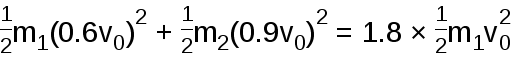 ½m₁(0.6v₀)² + ½m₂(0.9v₀)² = 1.8 × ½m₁v₀²